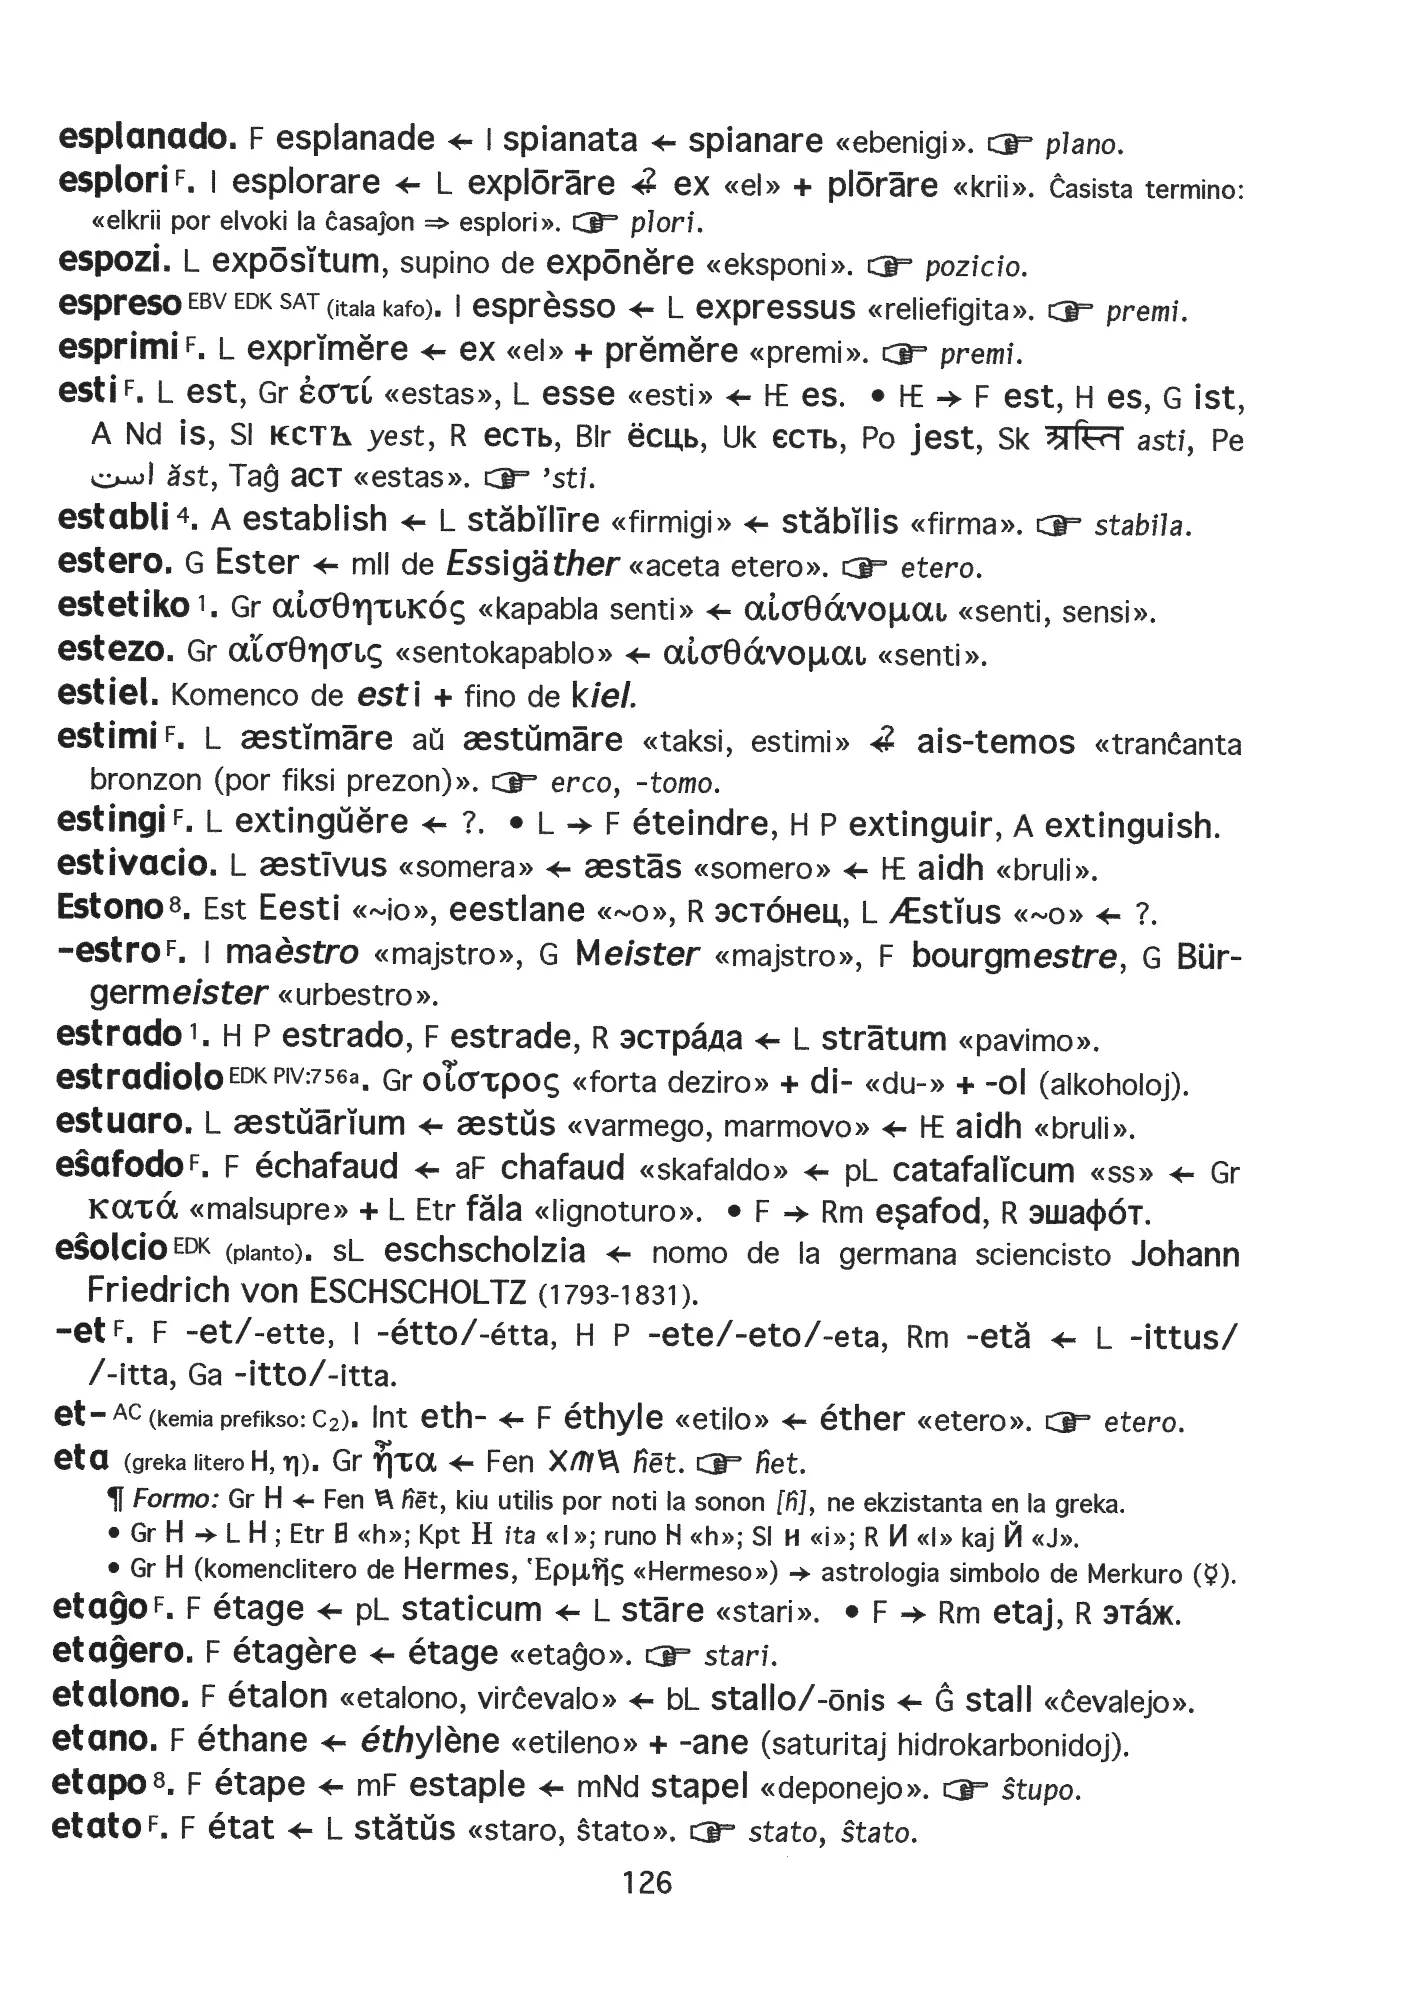 esplanado. F esplanade ← I spianata ← spianare «ebenigi». ☞ plano.
esplori F. I esplorare ← L explōrāre ←? ex «el» + plōrāre «krii». Ĉasista termino:
«elkrii por elvoki la ĉasaĵon ⇒ esplori». ☞ plori.
espozi. L expōsĭtum, supino de expōnĕre «eksponi». ☞ pozicio.
espreso EBV EDK SAT (itala kafo). I esprèsso ← L expressus «reliefigita». ☞ premi.
esprimi F. L exprĭmĕre ← ex «el» + prĕmĕre «premi». ☞ premi.
esti F. L est, Gr ἐστί «estas», L esse «esti» ← IE es. • IE → F est, H es, G ist,
A Nd is, Sl ѥстъ yest, R есть, Blr ёсць, Uk єсть, Po jest, Sk अस्ति asti, Pe
است ăst, Taĝ аст «estas». ☞ ’sti.
establi 4. A establish ← L stăbĭlīre «firmigi» ← stăbĭlis «firma». ☞ stabila.
estero. G Ester ← mll de Essigäther «aceta etero». ☞ etero.
estetiko 1. Gr αἰσθητικός «kapabla senti» ← αἰσθάνομαι «senti, sensi».
estezo. Gr αἴσθησις «sentokapablo» ← αἰσθάνομαι «senti».
estiel. Komenco de esti + fino de kiel.
estimi F. L æstĭmāre aŭ æstŭmāre «taksi, estimi» ←? ais-temos «tranĉanta
bronzon (por fiksi prezon)». ☞ erco, -tomo.
estingi F. L extingŭĕre ← ?. • L → F éteindre, H P extinguir, A extinguish.
estivacio. L æstīvus «somera» ← æstās «somero» ← IE aidh «bruli».
Estono 8. Est Eesti «~io», eestlane «~o», R эсто́нец, L Æstĭus «~o» ← ?.
-estro F. I maèstro «majstro», G Meister «majstro», F bourgmestre, G Bür-
germeister «urbestro».
estrado 1. H P estrado, F estrade, R эстра́да ← L strātum «pavimo».
estradiolo EDK PIV:756a. Gr οἶστρος «forta deziro» + di- «du-» + -ol (alkoholoj).
estuaro. L æstŭārĭum ← æstŭs «varmego, marmovo» ← IE aidh «bruli».
eŝafodo F. F échafaud ← aF chafaud «skafaldo» ← pL catafalĭcum «ss» ← Gr
κατά «malsupre» + L Etr făla «lignoturo». • F → Rm eşafod, R эшафо́т.
eŝolcio EDK (planto). sL eschscholzia ← nomo de la germana sciencisto Johann
Friedrich von ESCHSCHOLTZ (1793-1831).
-et F. F -et/-ette, I -étto/-étta, H P -ete/-eto/-eta, Rm -etă ← L -ittus/
/-itta, Ga -itto/-itta.
et- AC (kemia prefikso: C2). Int eth- ← F éthyle «etilo» ← éther «etero». ☞ etero.
eta (greka litero H, η). Gr ἦτα ← Fen ĥēt. ☞ ĥet.
¶ Formo: Gr H ← Fen ĥēt, kiu utilis por noti la sonon [ĥ], ne ekzistanta en la greka.
• Gr H → L H ; Etr 𐌇 «h»; Kpt Ⲏ ita «I»; runo ᚺ «h»; Sl и «i»; R И «I» kaj Й «J».
• Gr H (komenclitero de Hermes, Ἑρμῆς «Hermeso») → astrologia simbolo de Merkuro (☿).
etaĝo F. F étage ← pL staticum ← L stāre «stari». • F → Rm etaj, R эта́ж.
etaĝero. F étagère ← étage «etaĝo». ☞ stari.
etalono. F étalon «etalono, virĉevalo» ← bL stallo/-ōnis ← Ĝ stall «ĉevalejo».
etano. F éthane ← éthylène «etileno» + -ane (saturitaj hidrokarbonidoj).
etapo 8. F étape ← mF estaple ← mNd stapel «deponejo». ☞ ŝtupo.
etato F. F état ← L stătŭs «staro, ŝtato». ☞ stato, ŝtato.
126